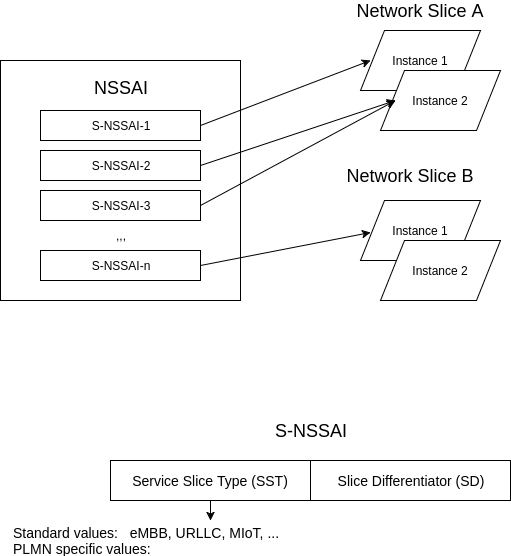 Network Slice A
Instance 1
NSSAI
Instance 2
S-NSSAI-1
S-NSSAI-2
Network Slice B
S-NSSAI-3
Instance 1
,,,
S-NSSAI-n
Instance 2
S-NSSAI
Service Slice Type (SST) Slice Differentiator (SD)
Standard values: eMBB, URLLC, MIoT, ...
PLMN specific values: